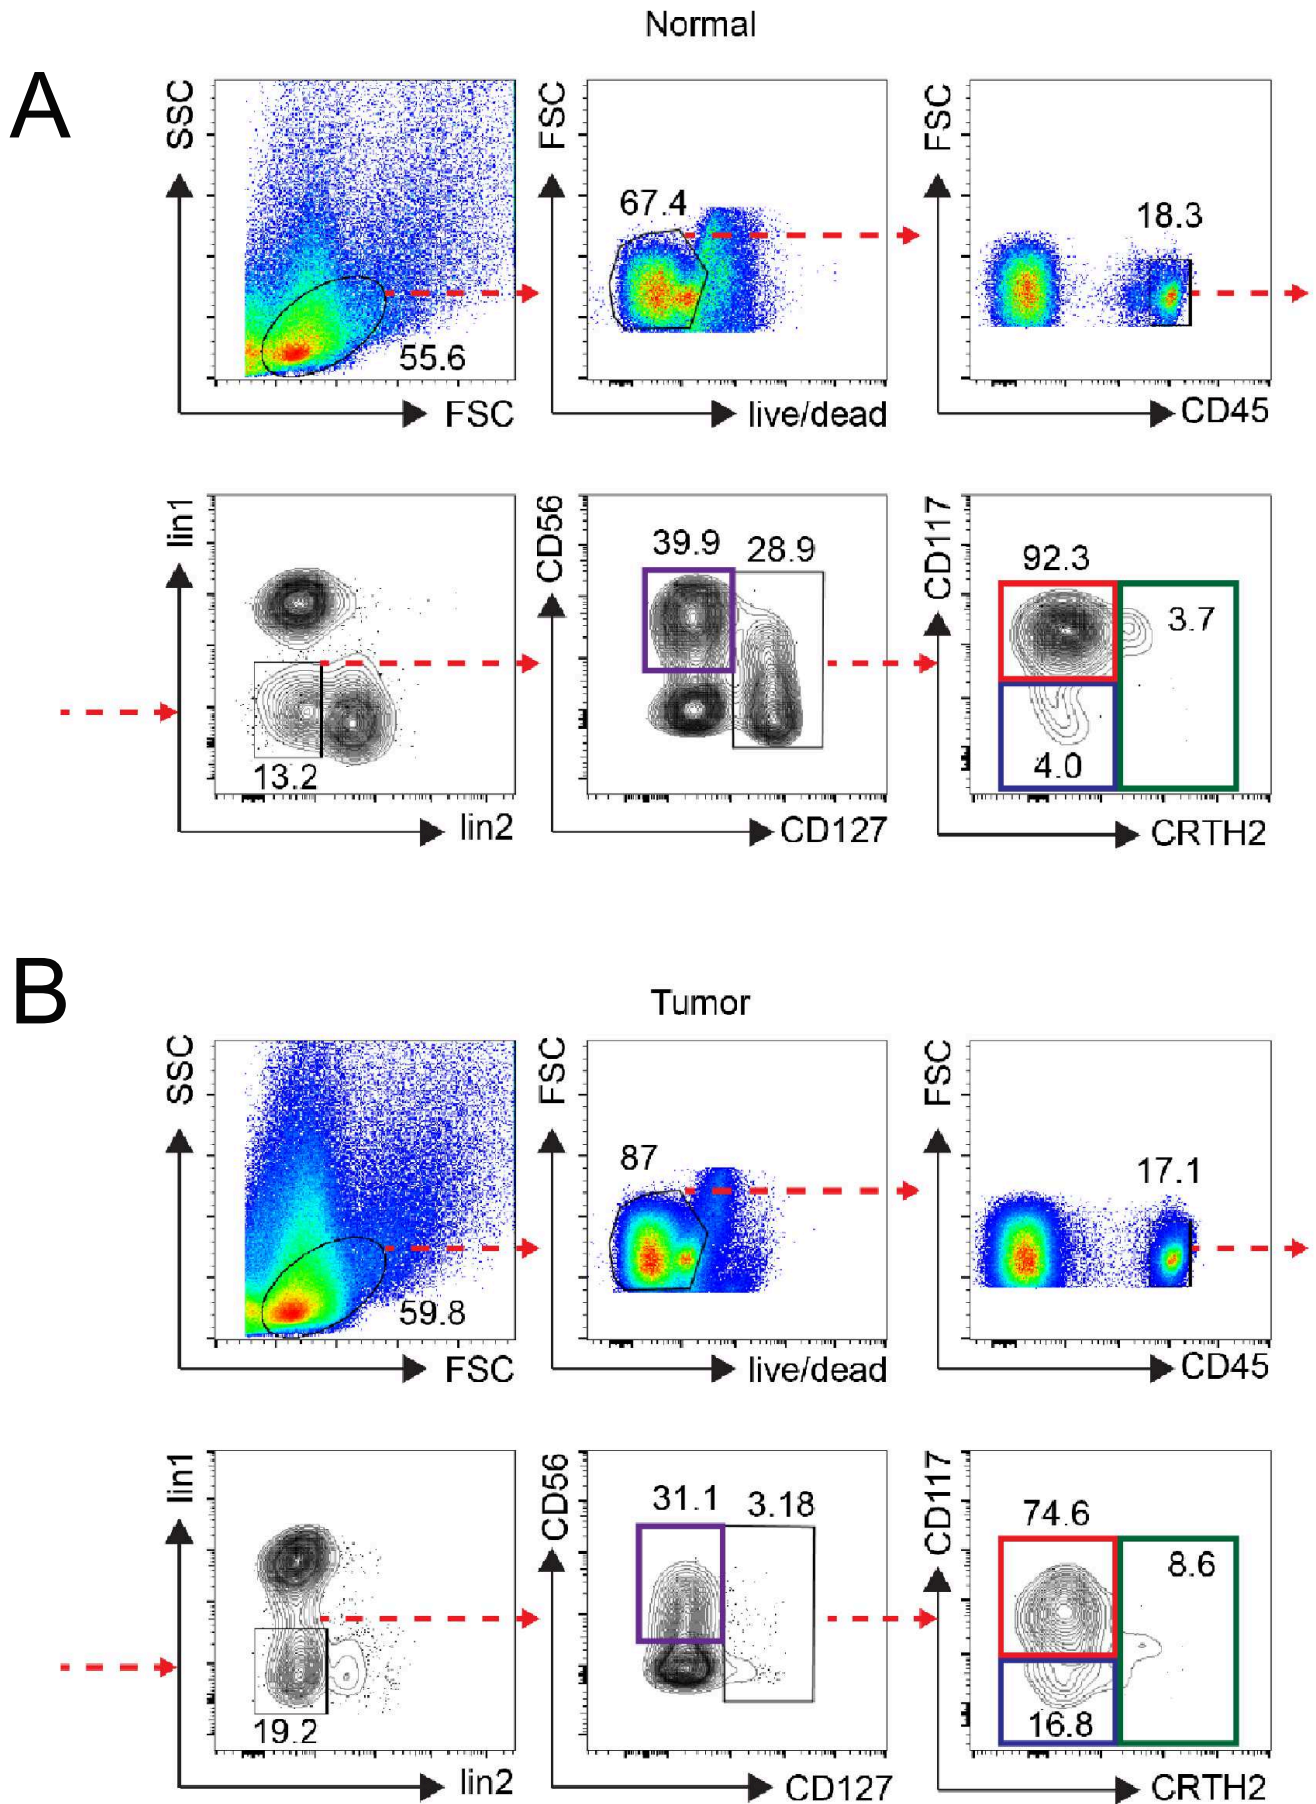 Normal
A
SSC
55.6
FSC
FSC
67.4
live/dead
FSC
18.3
CD45
lin1
13.2
lin2
CD56
39.9
28.9
CD127
CD117
92.3
3.7
4.0
CRTH2
B
Tumor
SSC
59.8
FSC
FSC
87
live/dead
FSC
17.1
CD45
lin1
19.2
lin2
CD56
31.1
3.18
CD127
CD117
74.6
8.6
16.8
CRTH2